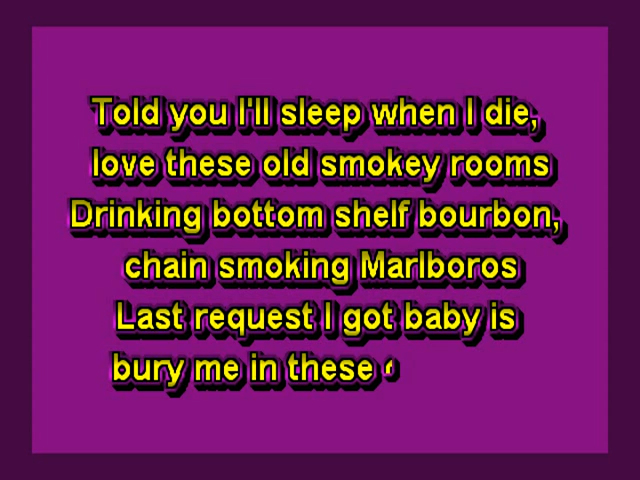 Told you I'll sleep when I die,
love these old smokey rooms
Drinking bottom shelf bourbon,
chain smoking Marlboros
Last request I got baby is
bury me in these